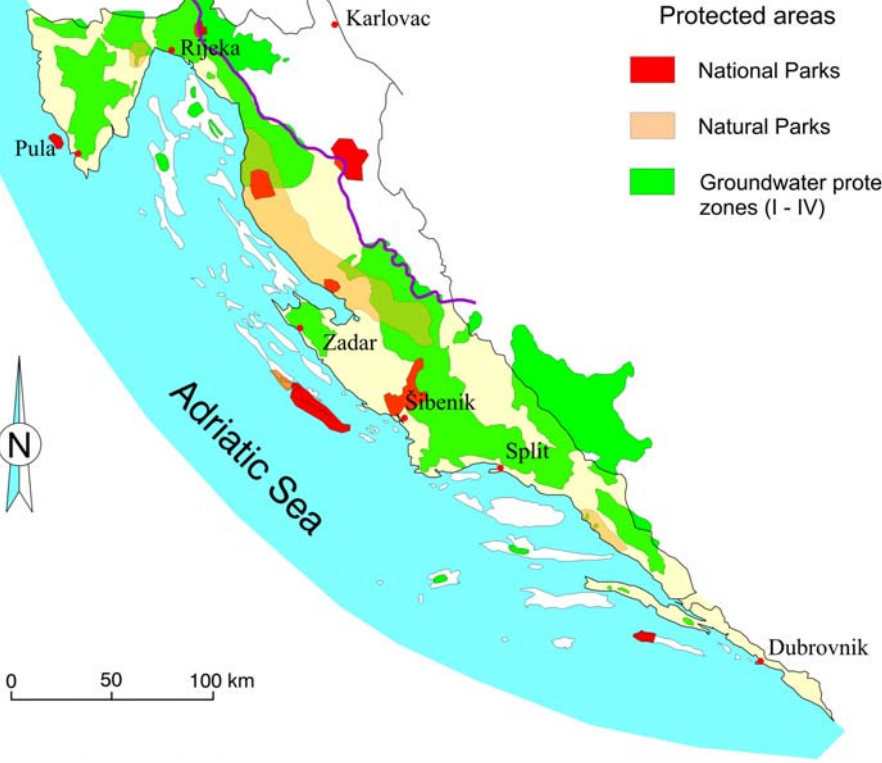 Karlovac
Rijeka
Pula
Protected areas
National Parks
Natural Parks
Groundwater prote
zones (I - IV)
Zadar
Šibenik
Adriatic Sea
N
Split
Dubrovnik
0 50 100 km